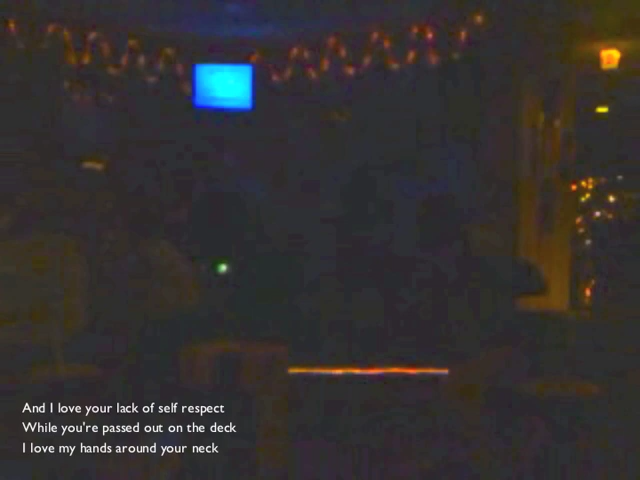 And I love your lack of self respect
While you're passed out on the deck
I love my hands around your neck